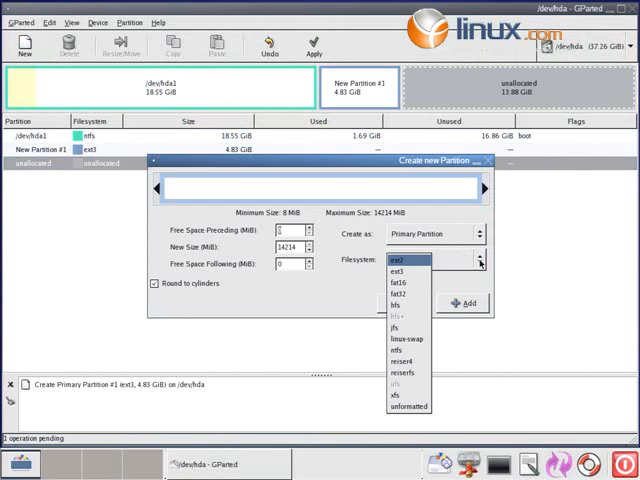 /dev/hda - GParted
linux.com
GParted Edit View Device Partition Help
New Resize/Move Copy Paste Undo Apply
/dev/hda (37.26 GiB)
/dev/hda1
18.55 GiB
New Partition #1
4.83 GiB
unallocated
13.88 GiB
Partition Filesystem Size Used Unused Flags
/dev/hda1 ntfs 18.55 GiB 1.69 GiB 16.86 GiB boot
New Partition #1 ext3 4.83 GiB — —
unallocated unallocated
Create new Partition
Minimum Size: 8 MiB Maximum Size: 14214 MiB
Free Space Preceding (MiB):
Create as: Primary Partition
New Size (MiB): 14214
Filesystem:
Free Space Following (MiB): 0
Round to cylinders
Add
ext2
ext3
fat16
fat32
hfs
hfs+
jfs
linux-swap
ntfs
reiser4
reiserfs
ufs
xfs
unformatted
Create Primary Partition #1 (ext3, 4.83 GiB) on /dev/hda
1 operation pending
/dev/hda - GParted